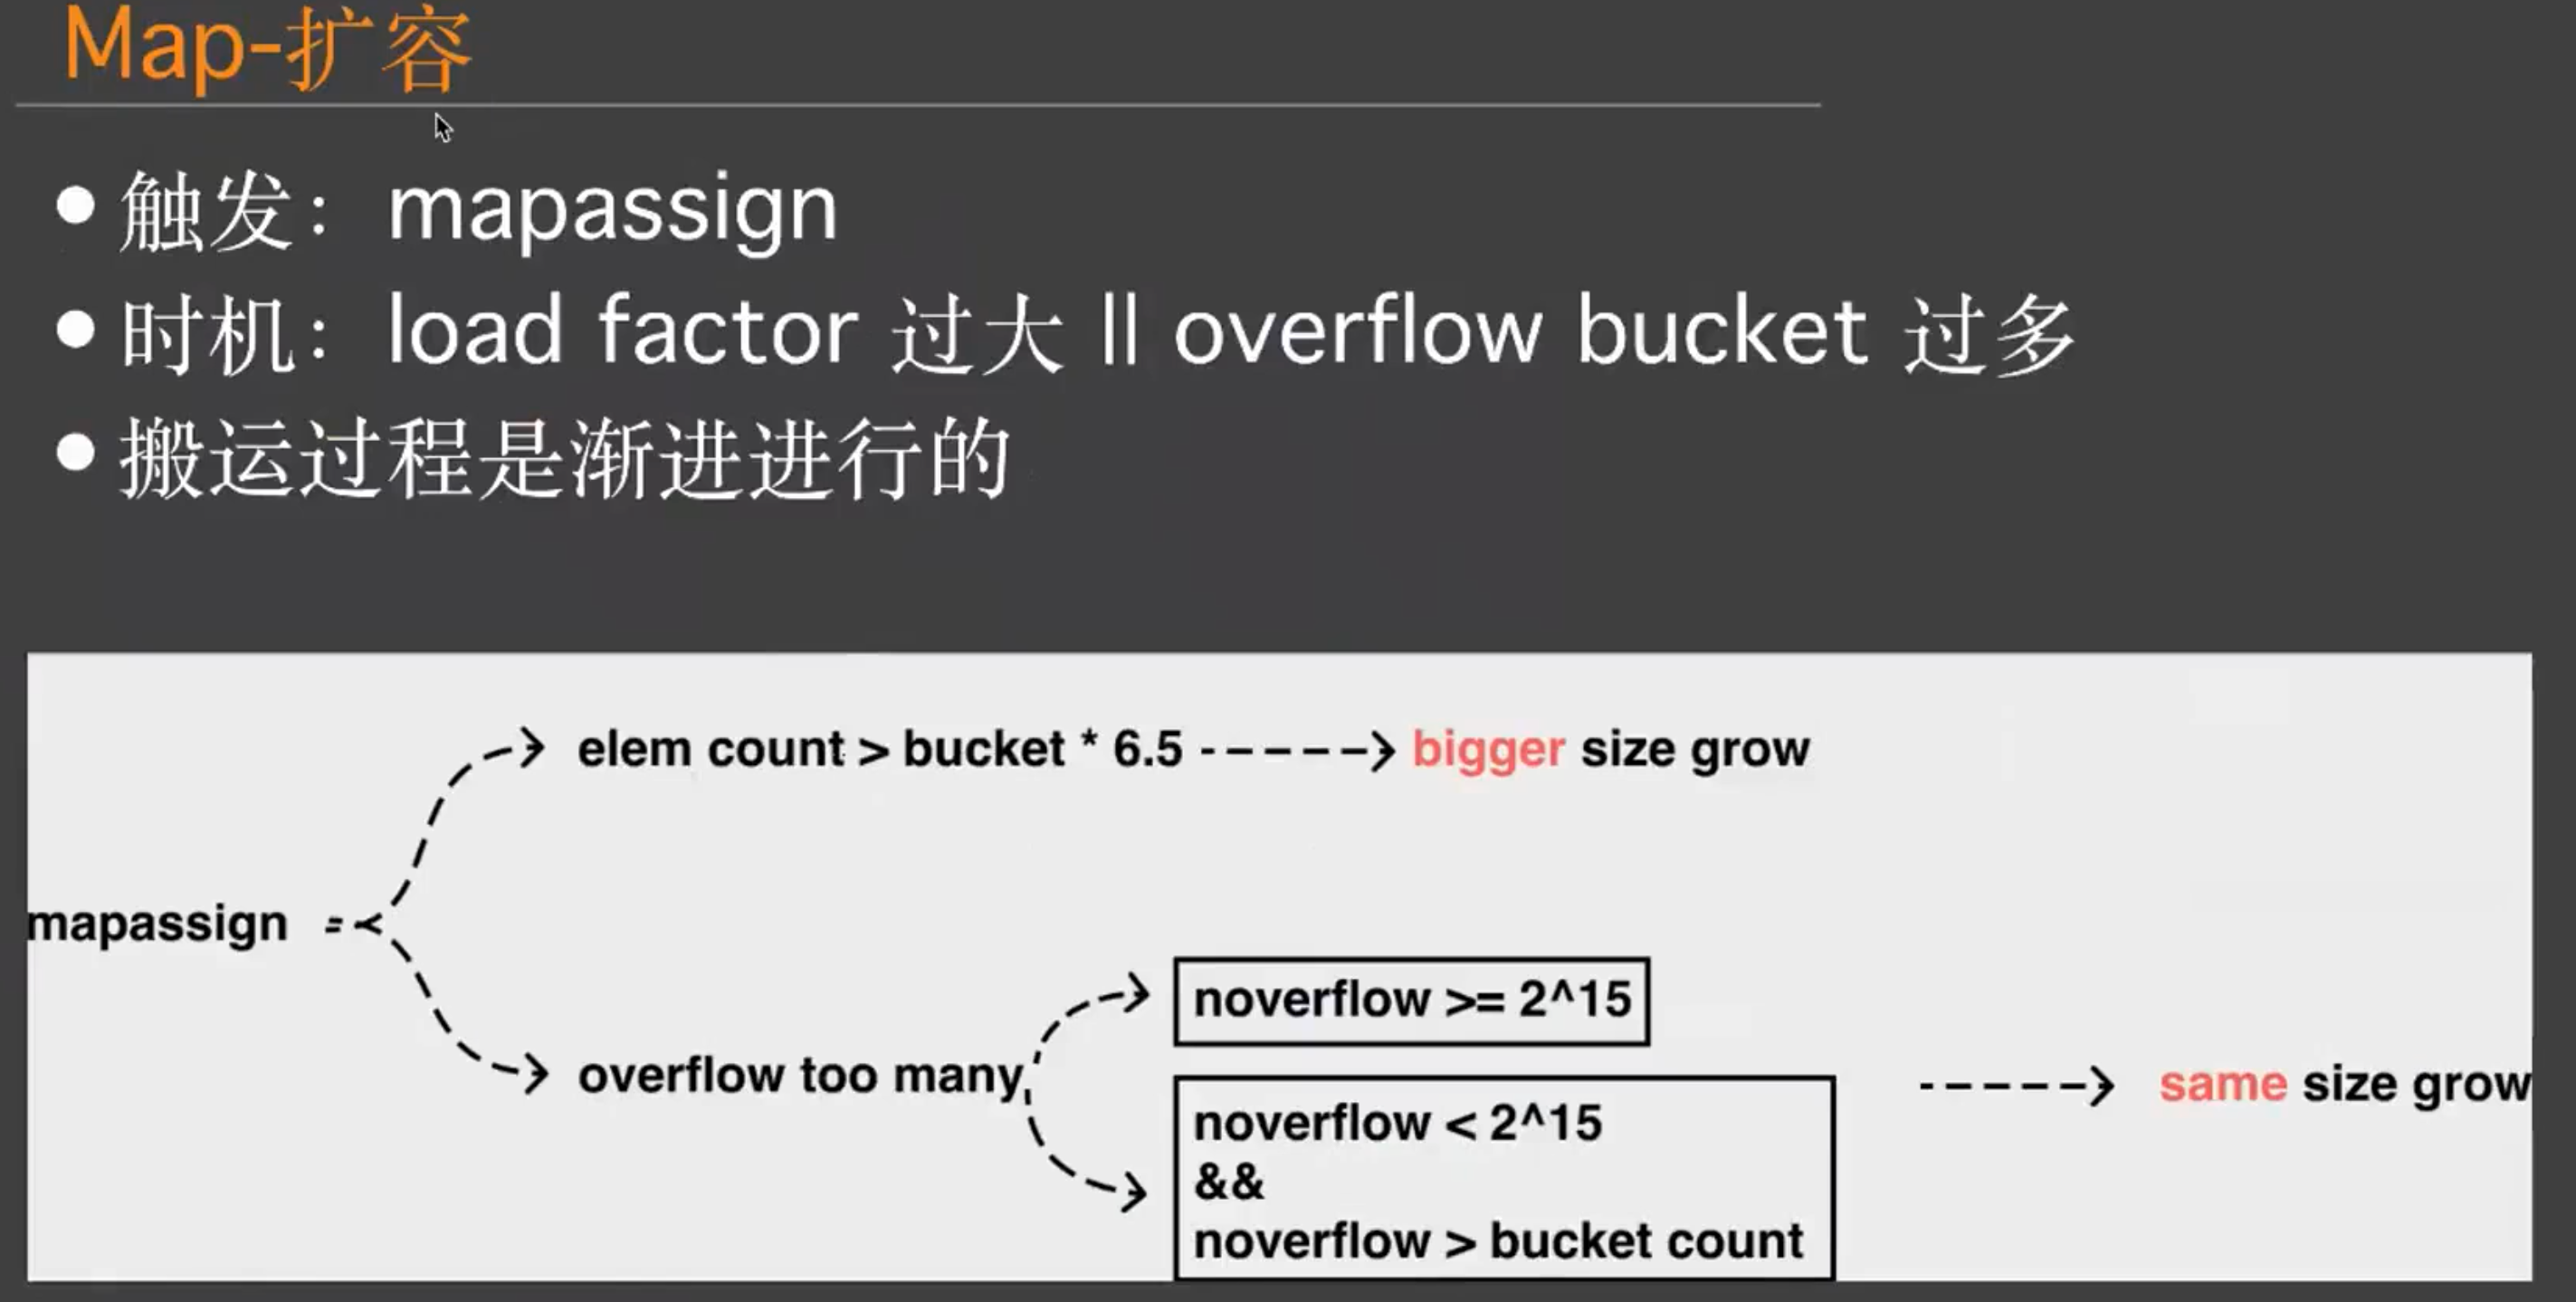 Map-扩容
触发： mapassign
时机： load factor 过大 || overflow bucket 过多
搬运过程是渐进进行的
elem count > bucket * 6.5 -----> bigger size grow
mapassign
noverflow >= 2^15
overflow too many
-----> same size grow
noverflow < 2^15
&&
noverflow > bucket count